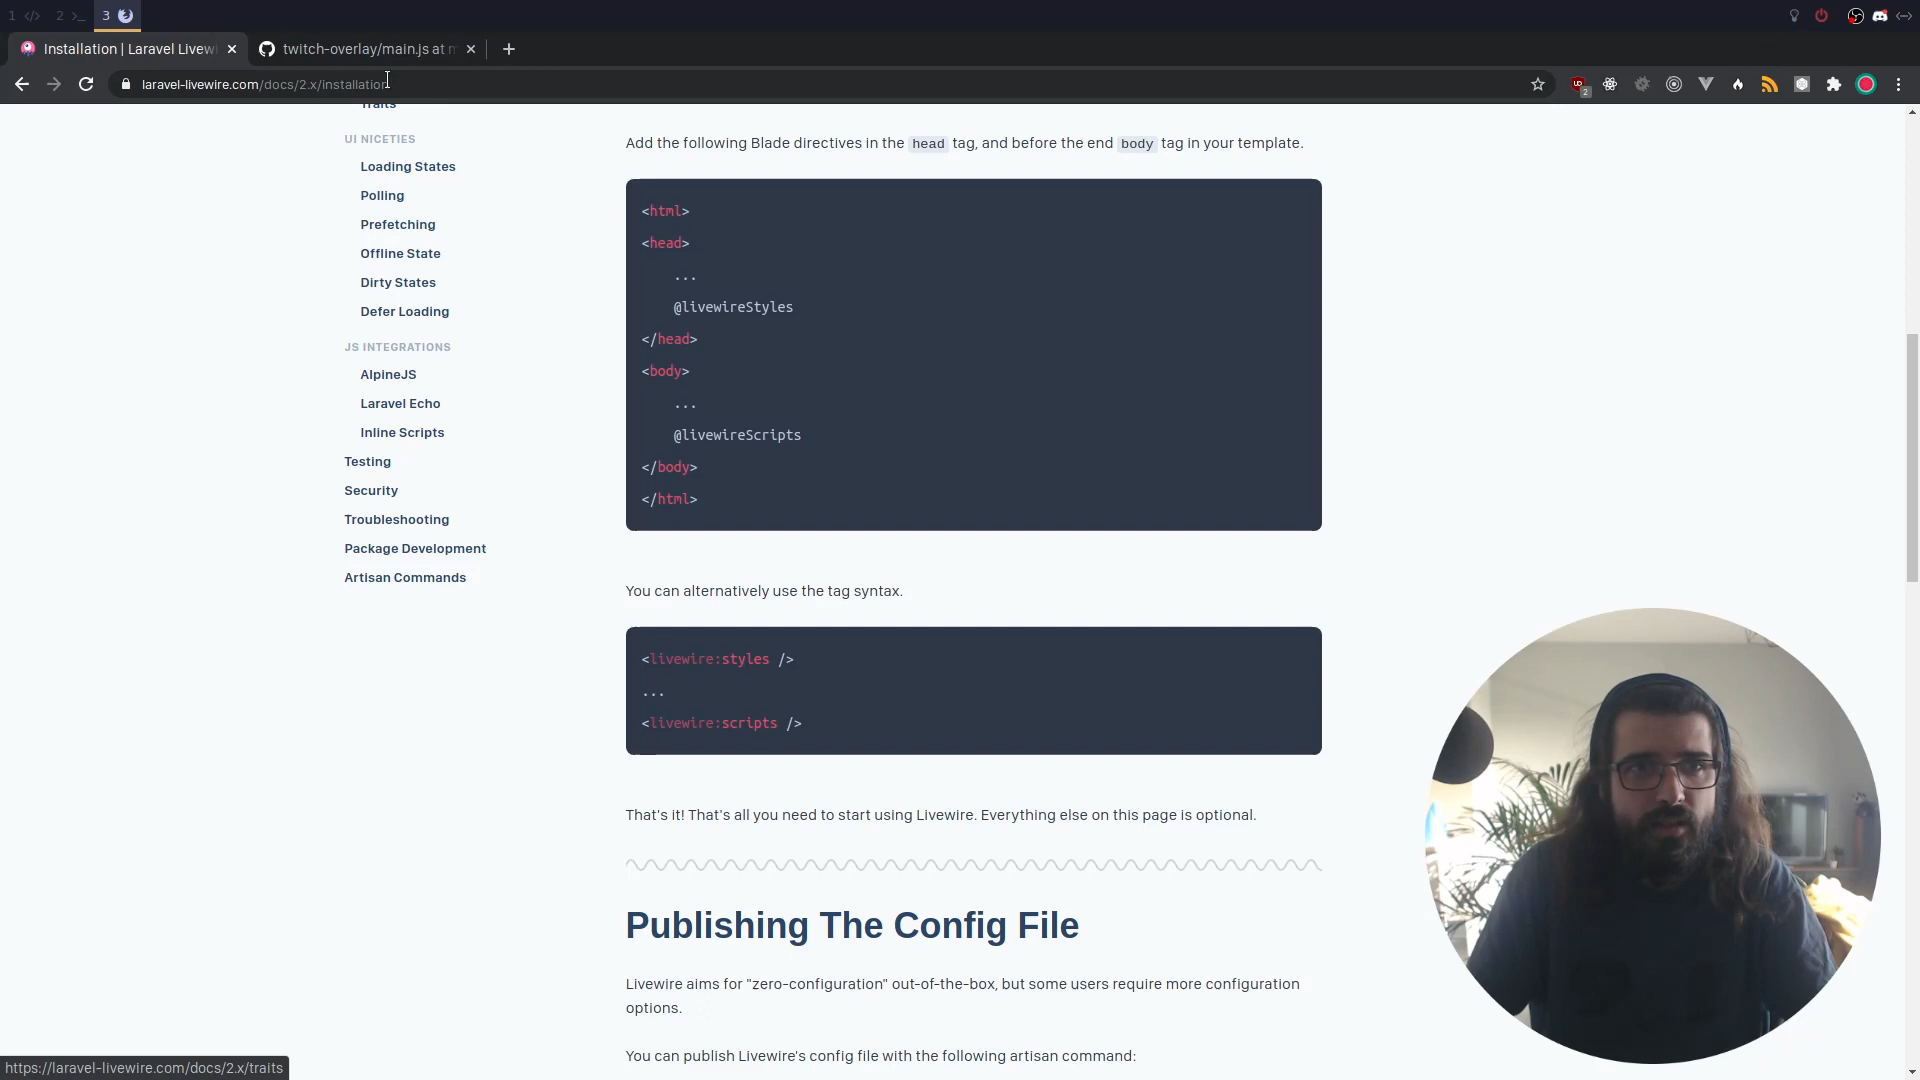 1 </> 2 >_ 3
Installation | Laravel Livewi
twitch-overlay/main.js at m
laravel-livewire.com/docs/2.x/installation
2
Traits
UI NICETIES
Loading States
Polling
Prefetching
Offline State
Dirty States
Defer Loading
JS INTEGRATIONS
AlpineJS
Laravel Echo
Inline Scripts
Testing
Security
Troubleshooting
Package Development
Artisan Commands
Add the following Blade directives in the head tag, and before the end body tag in your template.
<html>
<head>
...
@livewireStyles
</head>
<body>
...
@livewireScripts
</body>
</html>
You can alternatively use the tag syntax.
<livewire:styles />
...
<livewire:scripts />
That's it! That's all you need to start using Livewire. Everything else on this page is optional.
Publishing The Config File
Livewire aims for "zero-configuration" out-of-the-box, but some users require more configuration
options.
You can publish Livewire's config file with the following artisan command:
https://laravel-livewire.com/docs/2.x/traits